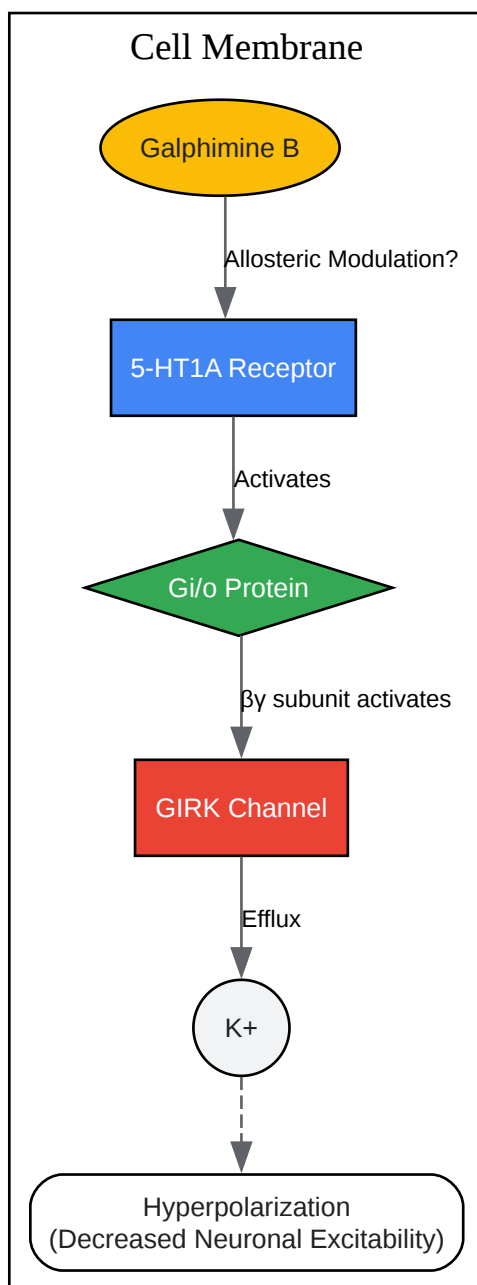 Cell Membrane
Galphimine B
Allosteric Modulation?
5-HT1A Receptor
Activates
Gi/o Protein
βγ subunit activates
GIRK Channel
Efflux
K+
Hyperpolarization
(Decreased Neuronal Excitability)